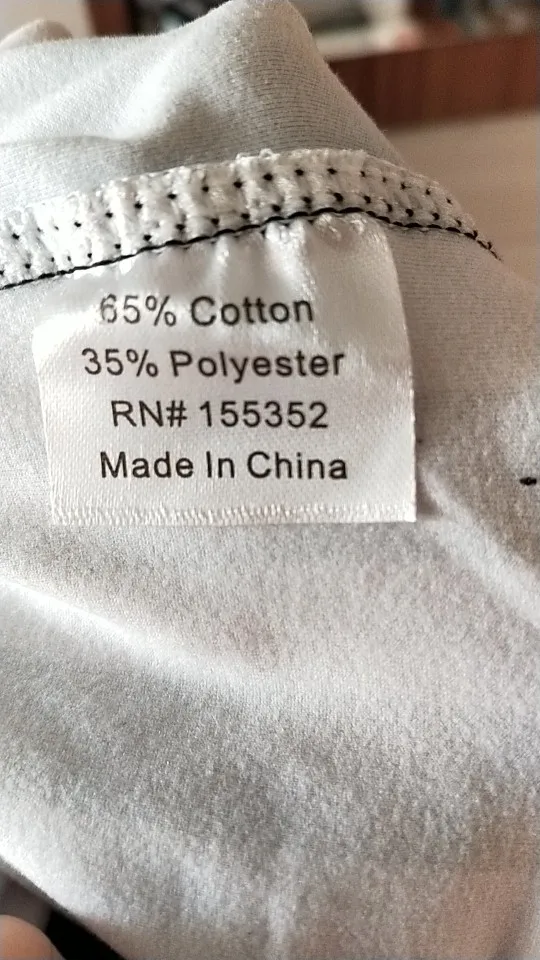 65% Cotton
35% Polyester
RN# 155352
Made In China